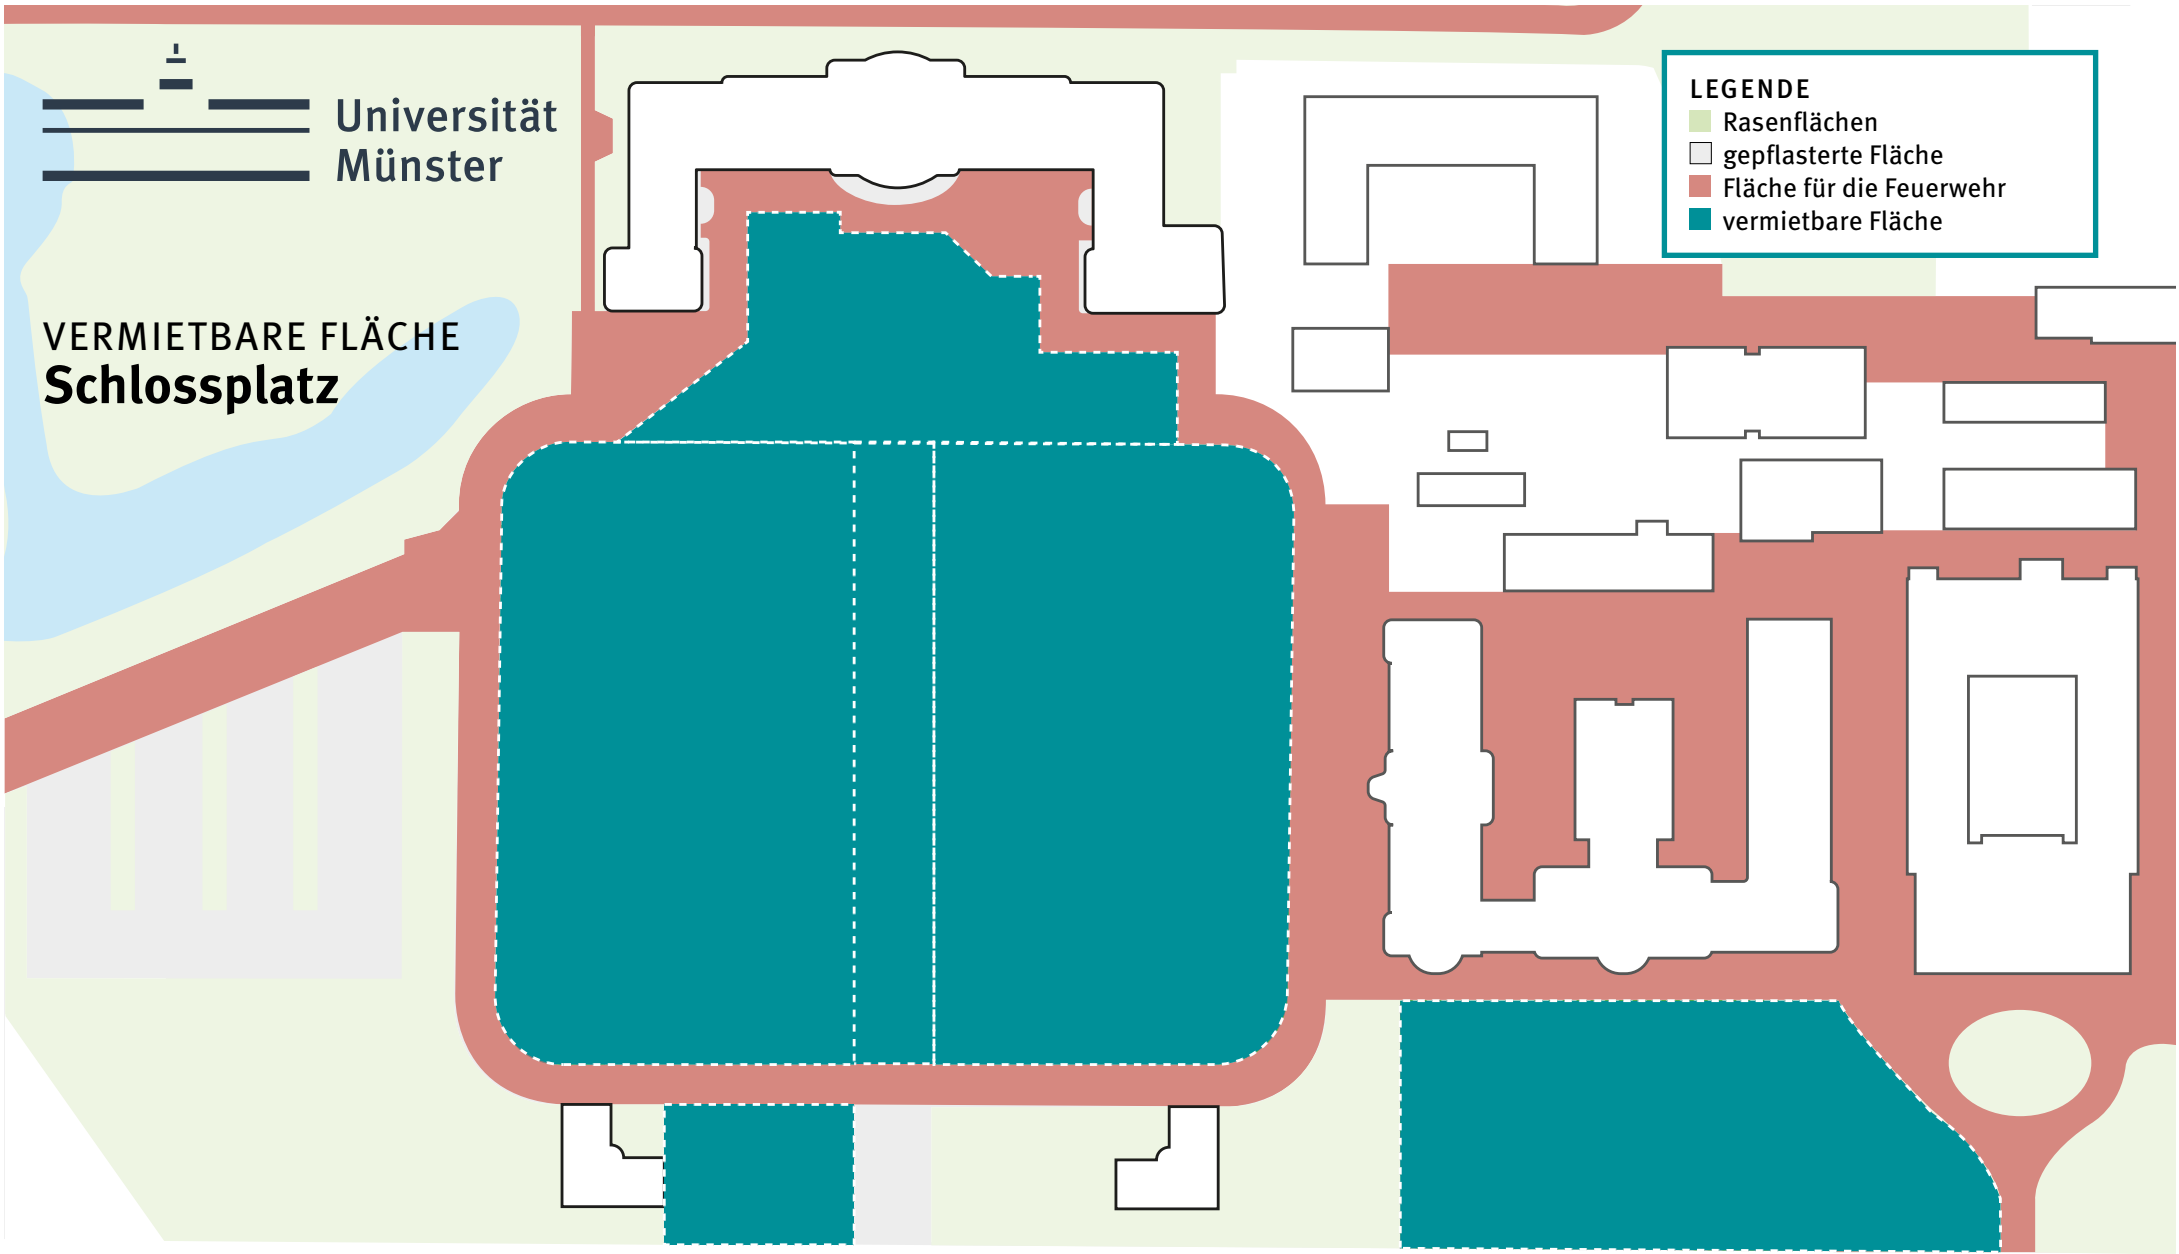 Universität
Münster
VERMIETBARE FLÄCHE
Schlossplatz
LEGENDE
Rasenflächen
gepflasterte Fläche
Fläche für die Feuerwehr
vermietbare Fläche